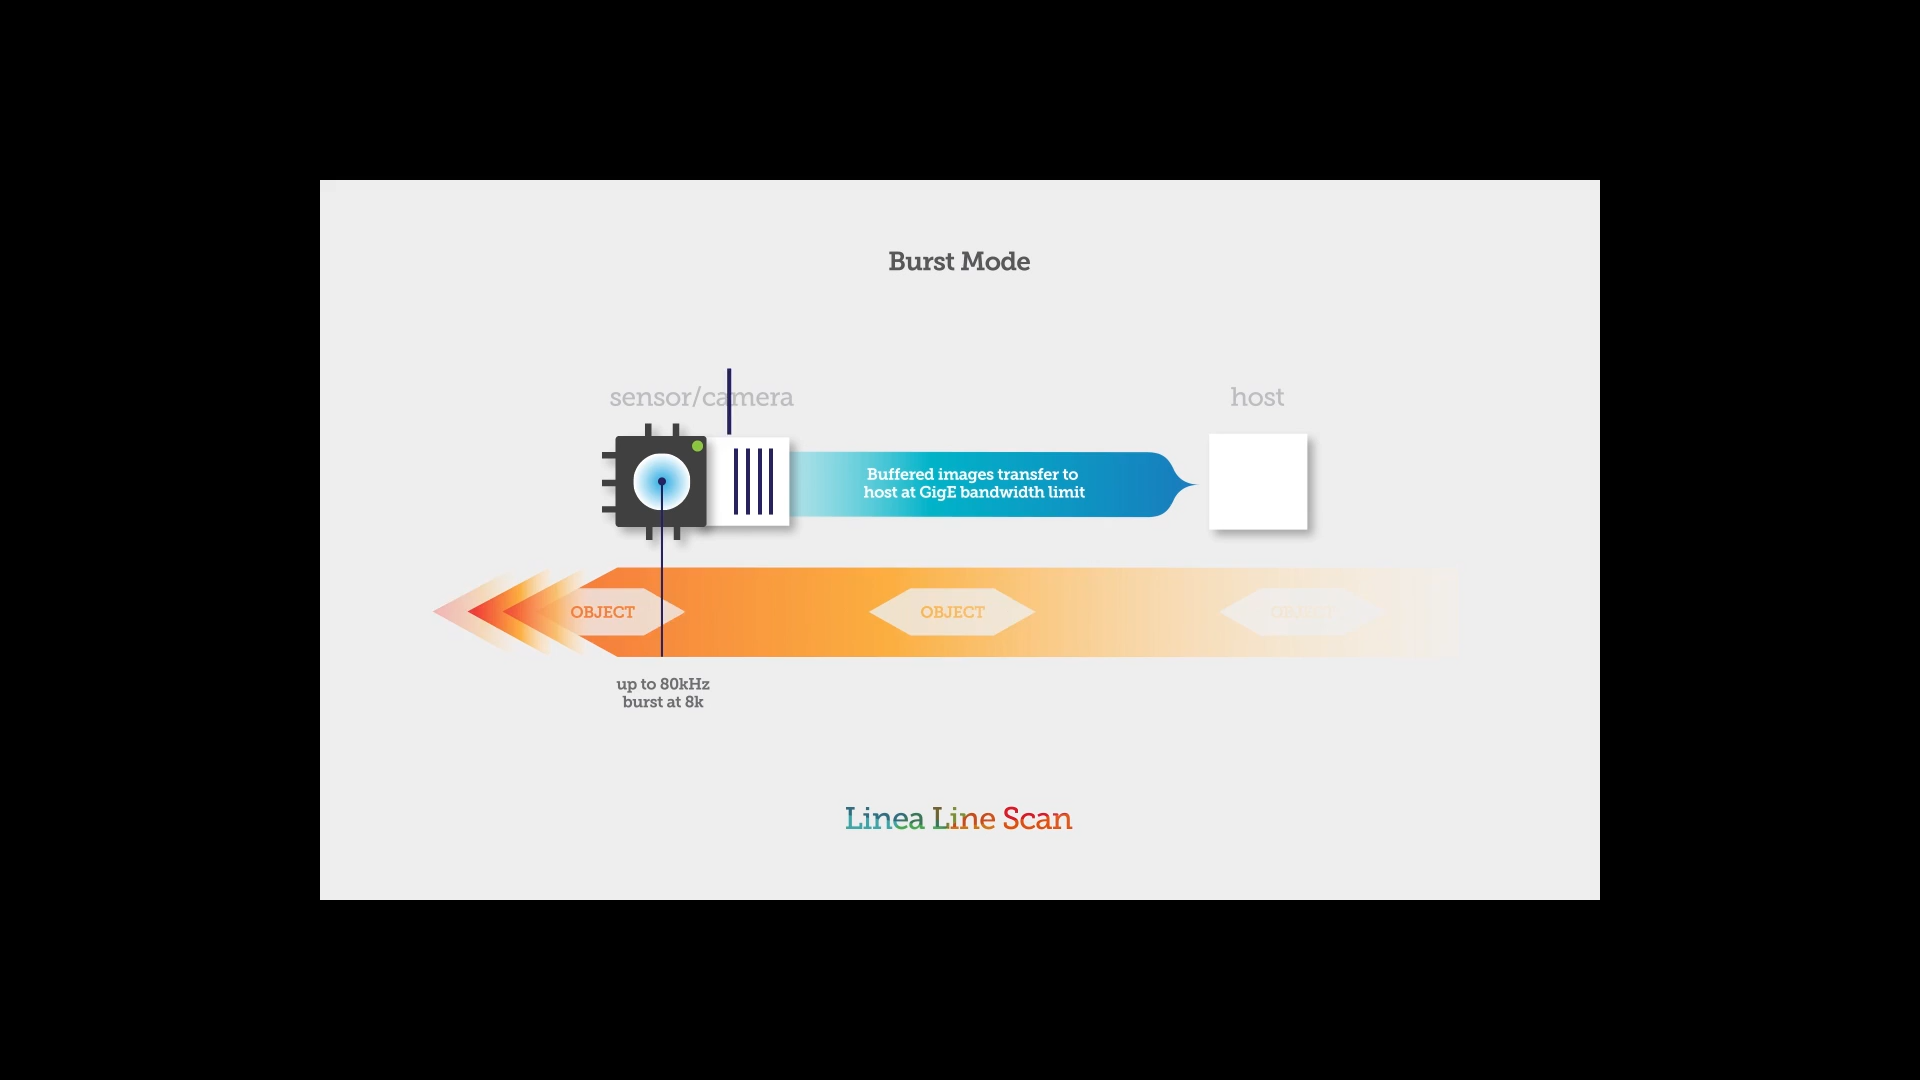 Burst Mode
sensor/camera
host
Buffered images transfer to
host at GigE bandwidth limit
OBJECT
OBJECT
OBJECT
up to 80kHz
burst at 8k
Linea Line Scan